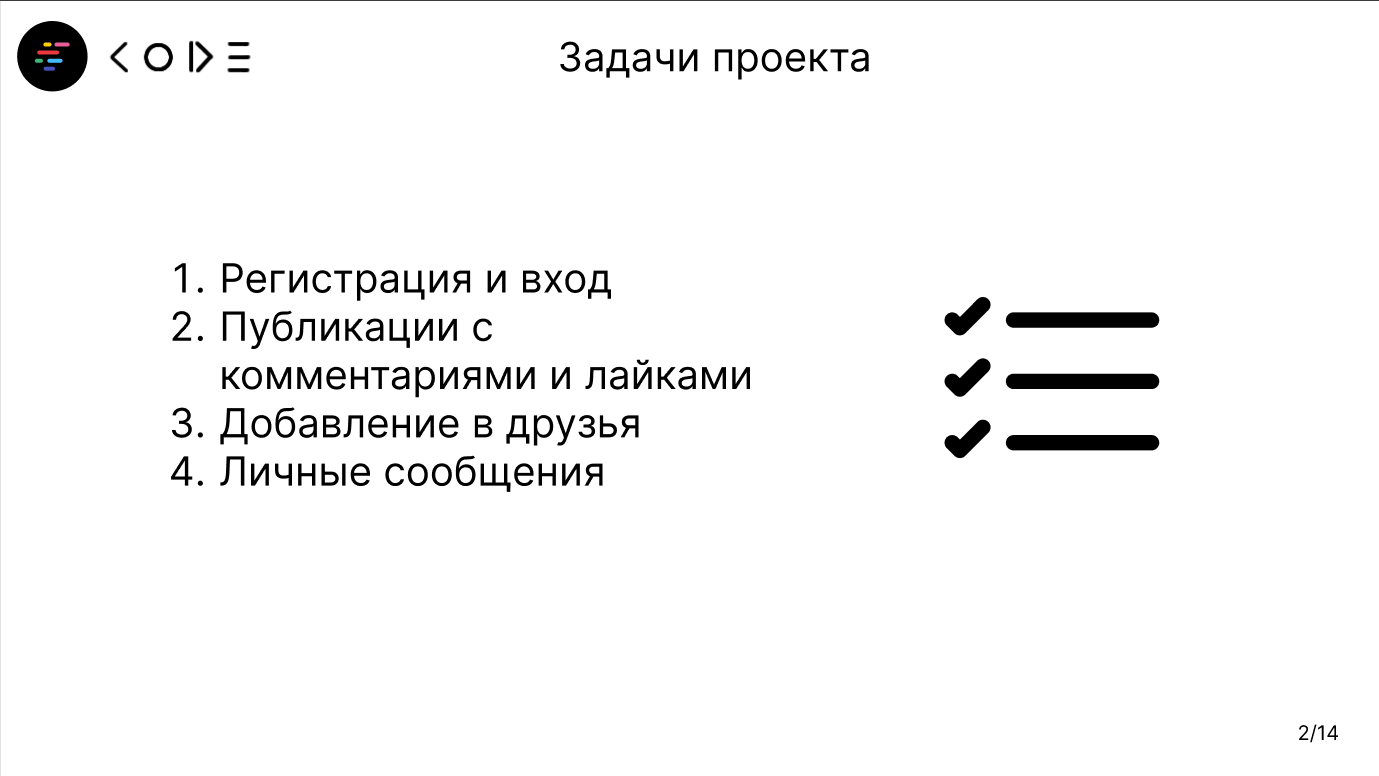 CODE
Задачи проекта
1. Регистрация и вход
2. Публикации с
комментариями и лайками
3. Добавление в друзья
4. Личные сообщения
2/14